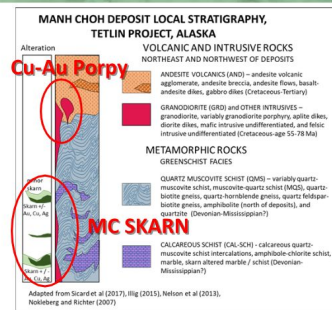 MANH CHOH DEPOSIT LOCAL STRATIGRAPHY,
TETLIN PROJECT, ALASKA
Alteration
VOLCANIC AND INTRUSIVE ROCKS
NORTHEAST AND NORTHWEST OF DEPOSITS
Cu-Au Porpy
ANDESITE VOLCANICS (AND) – andesite volcanic
agglomerate, andesite breccia, andesite flows, basalt-
andesite dikes, gabbro dikes (Cretaceous-Tertiary)
GRANODIORITE (GRD) and OTHER INTRUSIVES –
granodiorite, variably granodiorite porphyry, aplite dikes,
diorite dikes, mafic intrusive undifferentiated, and felsic
intrusive undifferentiated (Cretaceous-age 55-78 Ma)
METAMORPHIC ROCKS
GREENSCHIST FACIES
QUARTZ MUSCOVITE SCHIST (QMS) – variably quartz-
muscovite schist, muscovite-quartz schist (MQS), quartz-
biotite gneiss, quartz-hornblende gneiss, quartz feldspar-
biotite gneiss, amphibolite (north of deposits), and
quartzite (Devonian-Mississippian?)
skarn
Skarn +/-
Au, Cu, Ag
MC SKARN
CALCAREOUS SCHIST (CAL-SCH) - calcareous quartz-
muscovite schist intercalations, amphibole-chlorite schist,
marble, skarn altered marble / schist (Devonian-
Mississippian?)
Skarn + / -
Au, Cu, Ag
Adapted from Sicard et al (2017), Illig (2015), Nelson et al (2013),
Nokleberg and Richter (2007)